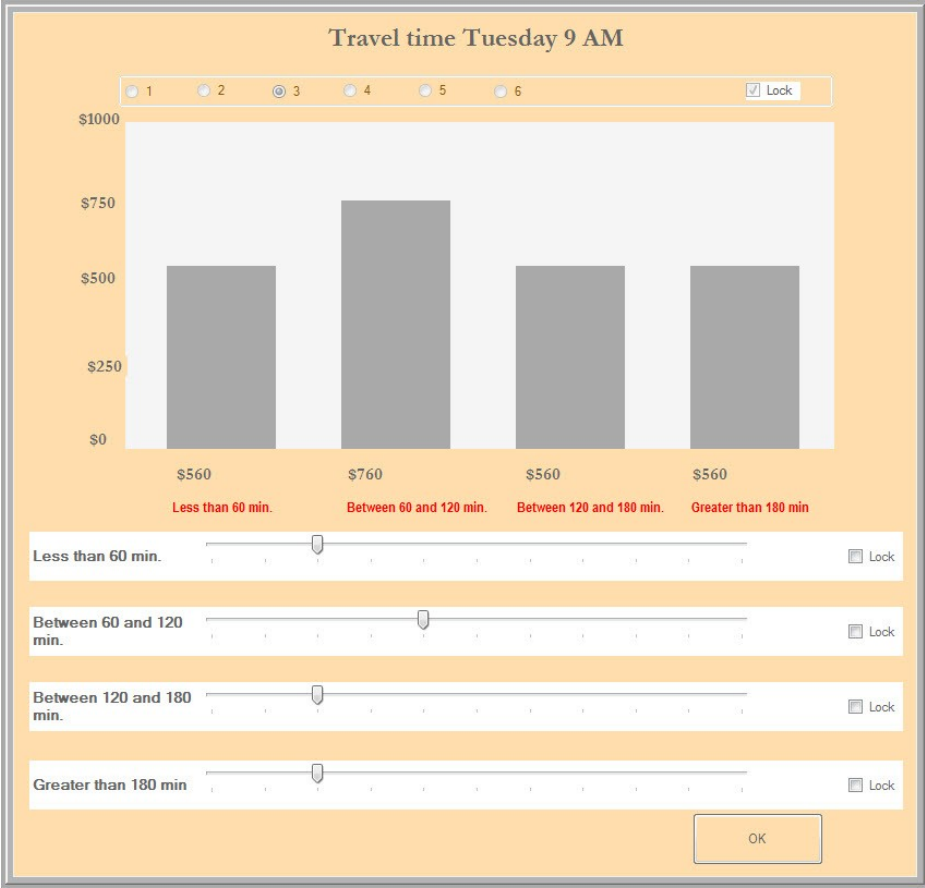 Travel time Tuesday 9 AM
1 2 3 4 5 6 Lock
$1000
$750
$500
$250
$0
$560 $760 $560 $560
Less than 60 min. Between 60 and 120 min. Between 120 and 180 min. Greater than 180 min
Less than 60 min. Lock
Between 60 and 120
min.
Lock
Between 120 and 180
min.
Lock
Greater than 180 min Lock
OK